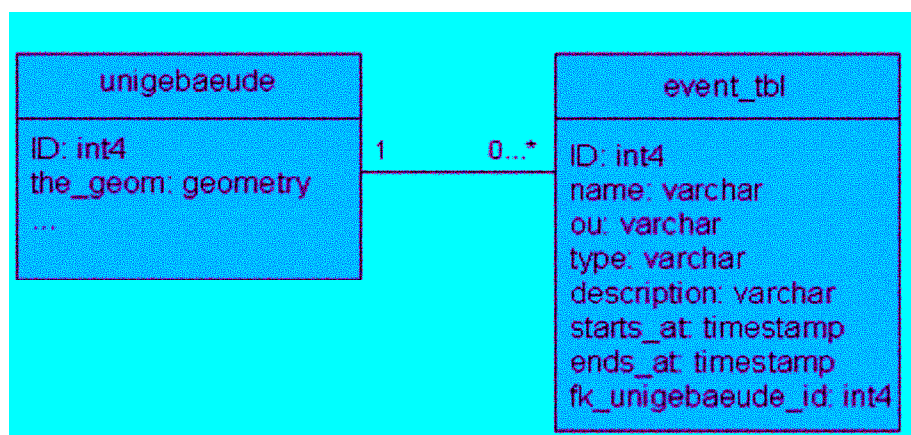 unigebaeude
ID: int4
the_geom: geometry
...
1
0...*
event_tbl
ID: int4
name: varchar
ou: varchar
type: varchar
description: varchar
starts_at: timestamp
ends_at: timestamp
fk_unigebaeude_id: int4